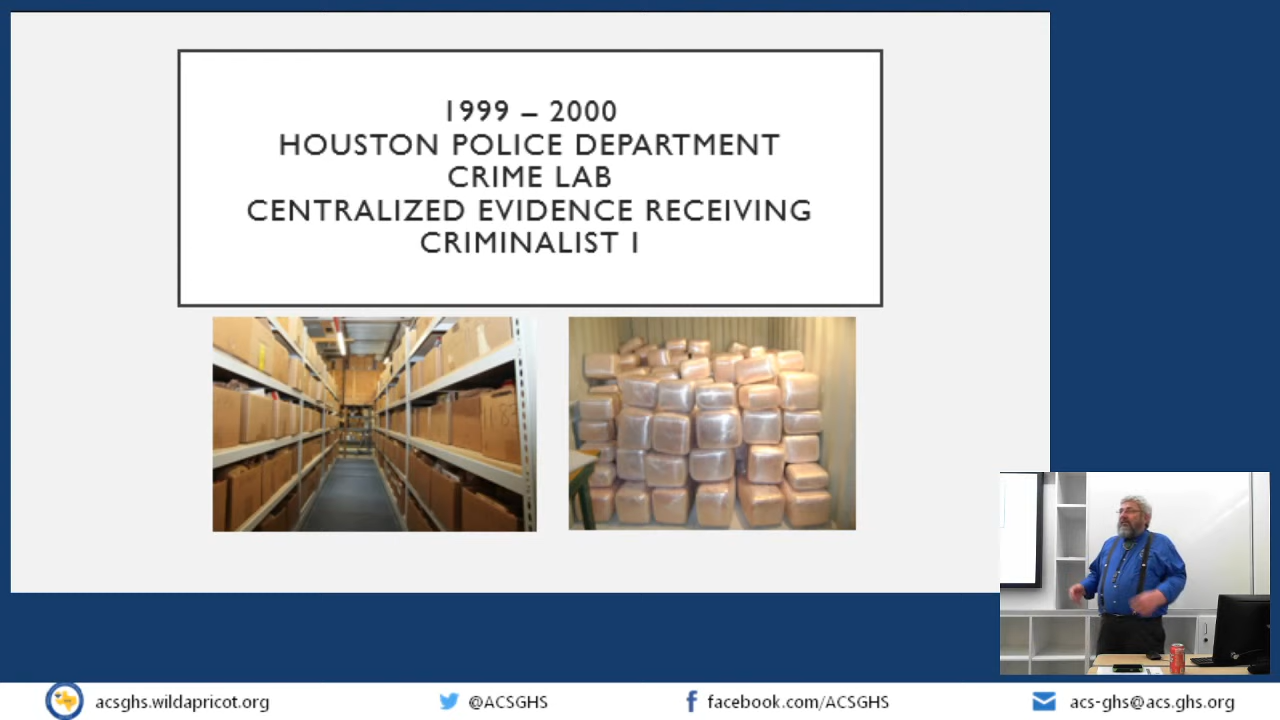 1999 – 2000
HOUSTON POLICE DEPARTMENT
CRIME LAB
CENTRALIZED EVIDENCE RECEIVING
CRIMINALIST I
acsghs.wildapricot.org
@ACSGHS
facebook.com/ACSGHS
acs-ghs@acs.ghs.org